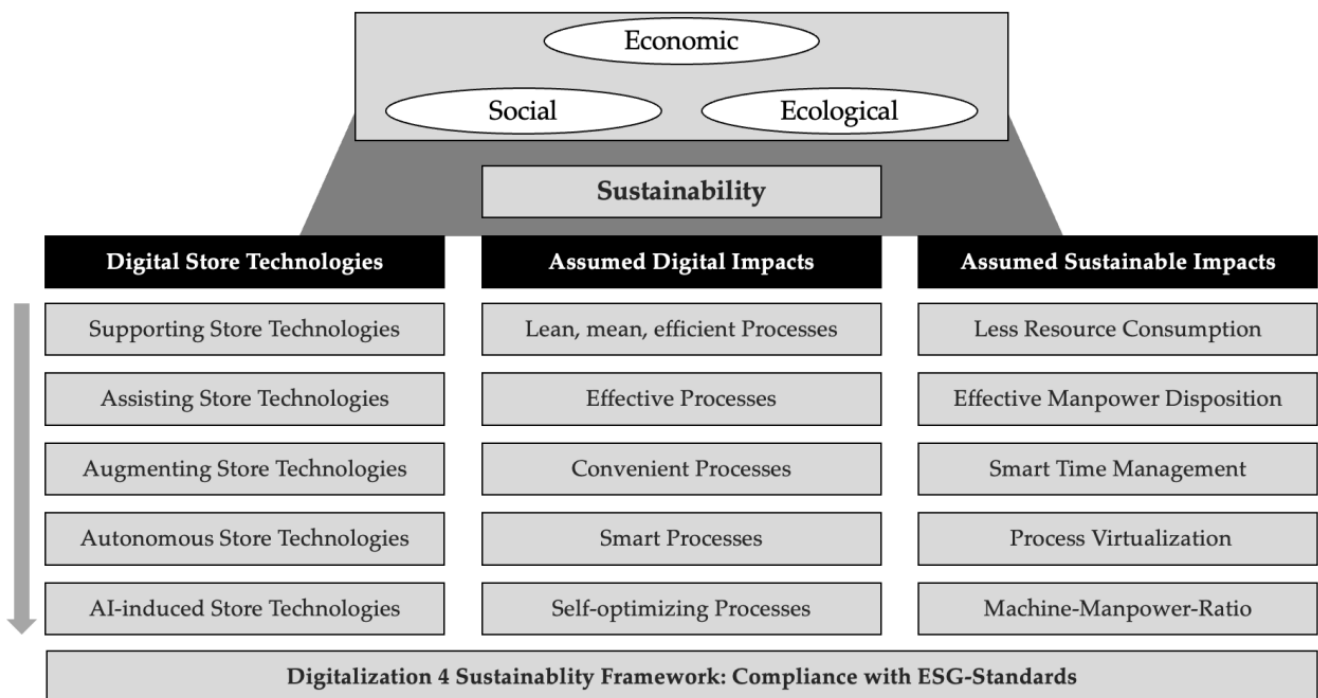 Economic
Social
Ecological
Sustainability
Digital Store Technologies
Assumed Digital Impacts
Assumed Sustainable Impacts
Supporting Store Technologies
Lean, mean, efficient Processes
Less Resource Consumption
Assisting Store Technologies
Effective Processes
Effective Manpower Disposition
Augmenting Store Technologies
Convenient Processes
Smart Time Management
Autonomous Store Technologies
Smart Processes
Process Virtualization
AI-induced Store Technologies
Self-optimizing Processes
Machine-Manpower-Ratio
Digitalization 4 Sustainablity Framework: Compliance with ESG-Standards